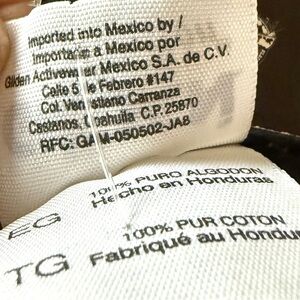 Imported into Mexico by /
Importado a Mexico por
Gildan Activewear Mexico S.A. de C.V.
Calle 5 de Febrero #147
Col. Venustiano Carranza
Castanos, Coahuila C.P. 25870
RFC: GAM-050502-JA8
100% PURO ALGODON
EG Hecho en Honduras
100% PUR COTON
TG Fabriqué au Hondu